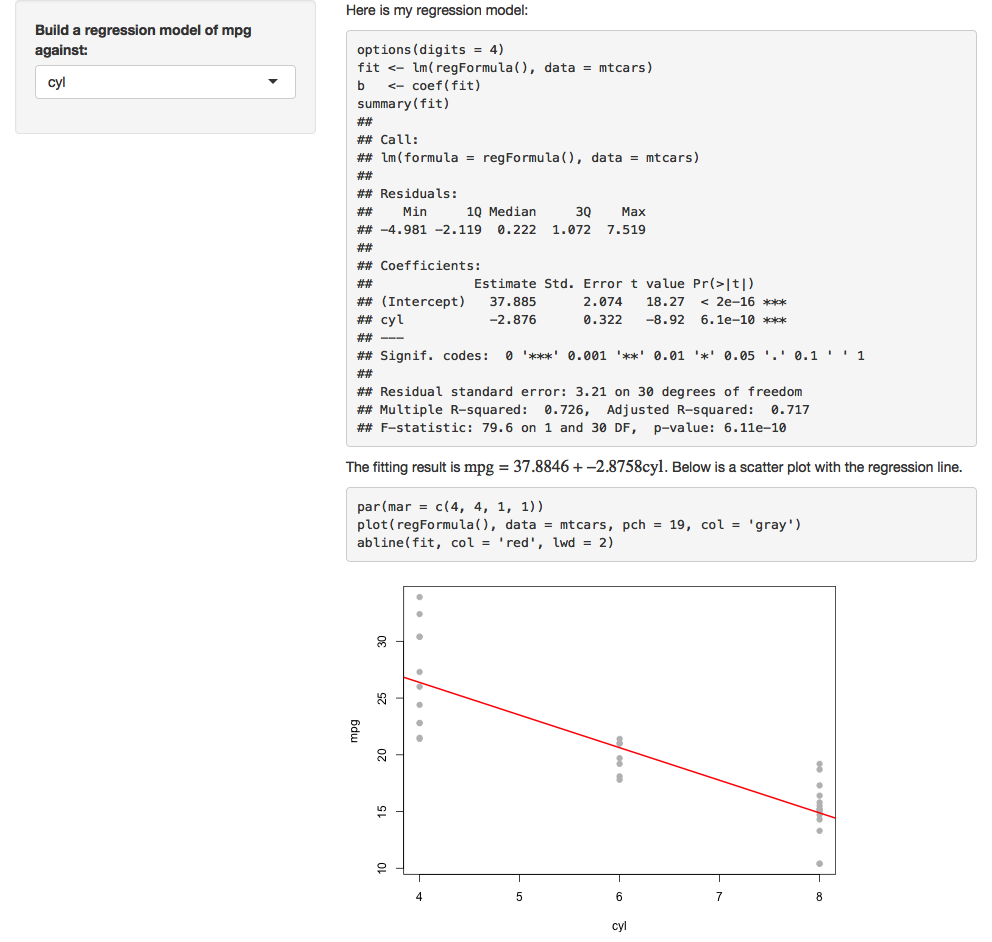 Build a regression model of mpg
against:
cyl
Here is my regression model:
options(digits = 4)
fit <- lm(regFormula(), data = mtcars)
b   <- coef(fit)
summary(fit)
##
## Call:
## lm(formula = regFormula(), data = mtcars)
##
## Residuals:
##    Min     1Q Median     3Q    Max
## -4.981 -2.119  0.222  1.072  7.519
##
## Coefficients:
##             Estimate Std. Error t value Pr(>|t|)
## (Intercept)   37.885      2.074   18.27  < 2e-16 ***
## cyl           -2.876      0.322   -8.92  6.1e-10 ***
## ---
## Signif. codes:  0 '***' 0.001 '**' 0.01 '*' 0.05 '.' 0.1 ' ' 1
##
## Residual standard error: 3.21 on 30 degrees of freedom
## Multiple R-squared:  0.726,  Adjusted R-squared:  0.717
## F-statistic: 79.6 on 1 and 30 DF,  p-value: 6.11e-10
The fitting result is mpg = 37.8846 + −2.8758cyl. Below is a scatter plot with the regression line.
par(mar = c(4, 4, 1, 1))
plot(regFormula(), data = mtcars, pch = 19, col = 'gray')
abline(fit, col = 'red', lwd = 2)
30
25
20
15
10
mpg
4 5 6 7 8
cyl